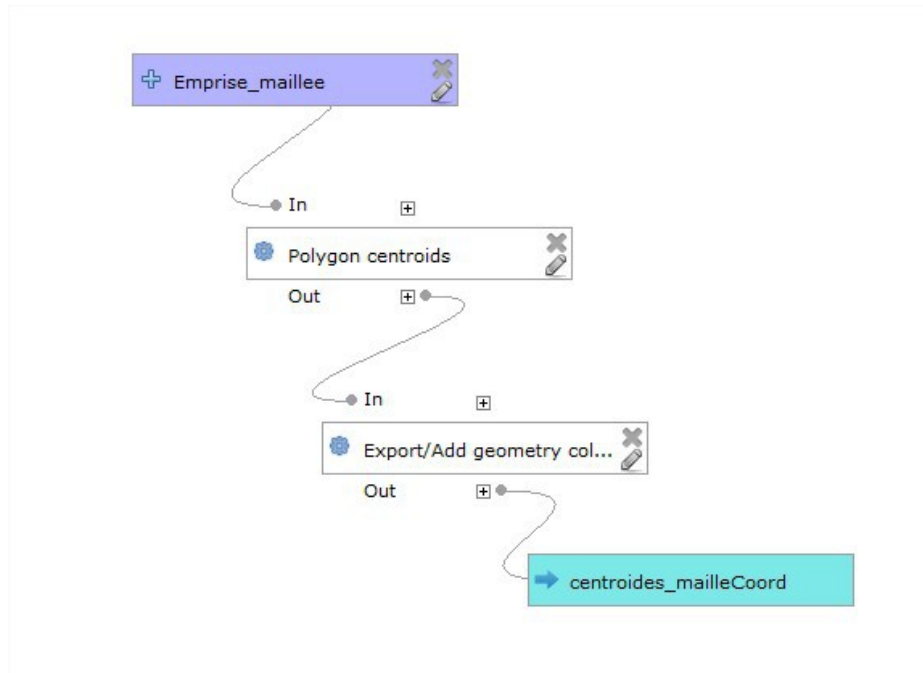 Emprise_maillee
In
Polygon centroids
Out
In
Export/Add geometry col...
Out
centroides_mailleCoord